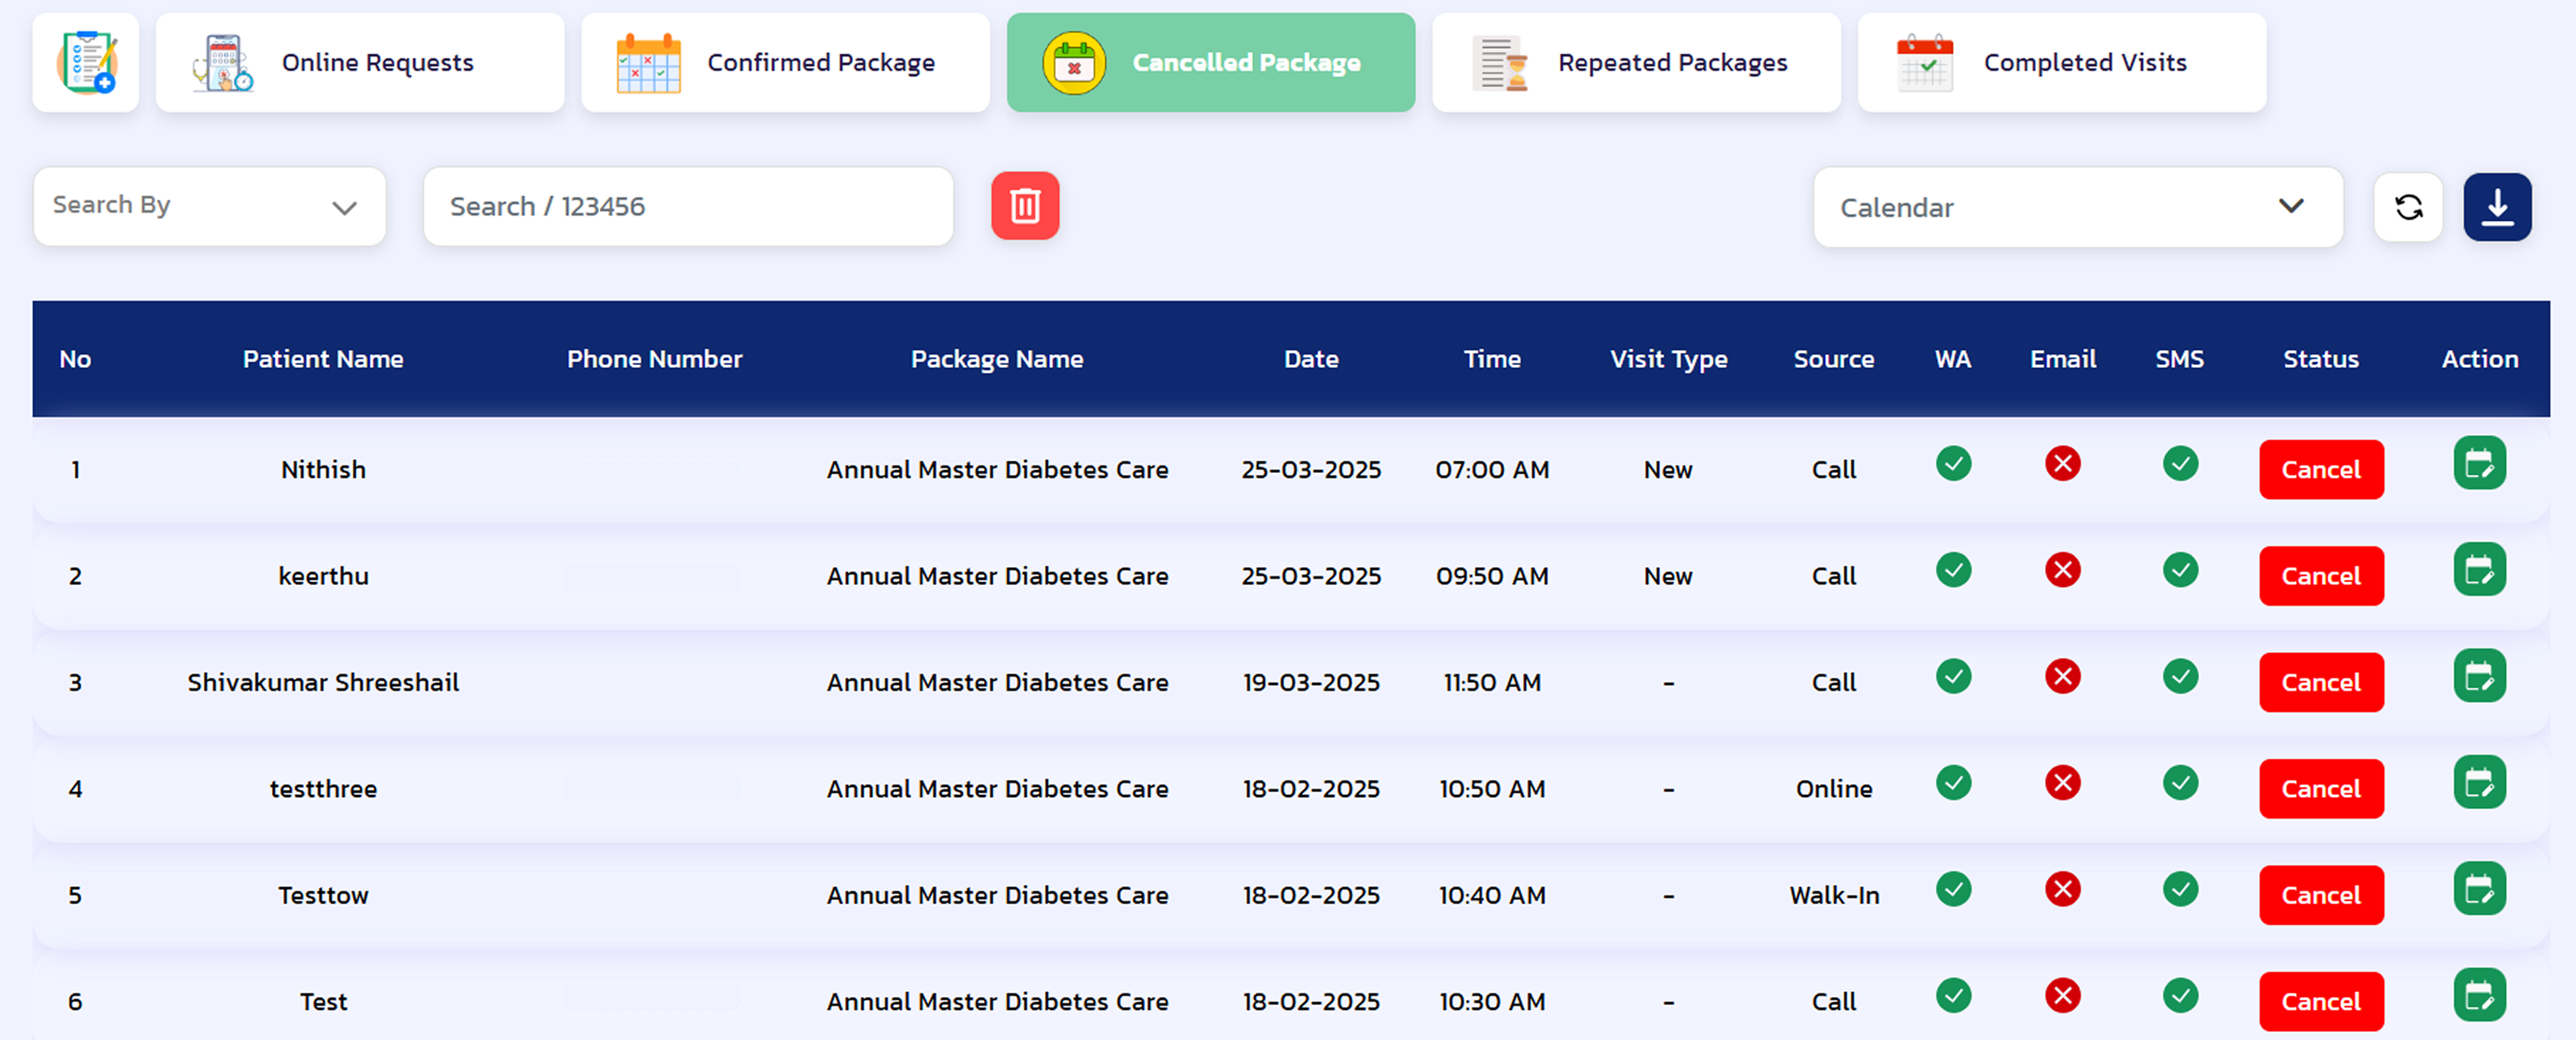 Online Requests Confirmed Package Cancelled Package Repeated Packages Completed Visits
Search By Search / 123456 Calendar
No Patient Name Phone Number Package Name Date Time Visit Type Source WA Email SMS Status Action
1 Nithish Annual Master Diabetes Care 25-03-2025 07:00 AM New Call Cancel
2 keerthu Annual Master Diabetes Care 25-03-2025 09:50 AM New Call Cancel
3 Shivakumar Shreeshail Annual Master Diabetes Care 19-03-2025 11:50 AM - Call Cancel
4 testthree Annual Master Diabetes Care 18-02-2025 10:50 AM - Online Cancel
5 Testtow Annual Master Diabetes Care 18-02-2025 10:40 AM - Walk-In Cancel
6 Test Annual Master Diabetes Care 18-02-2025 10:30 AM - Call Cancel